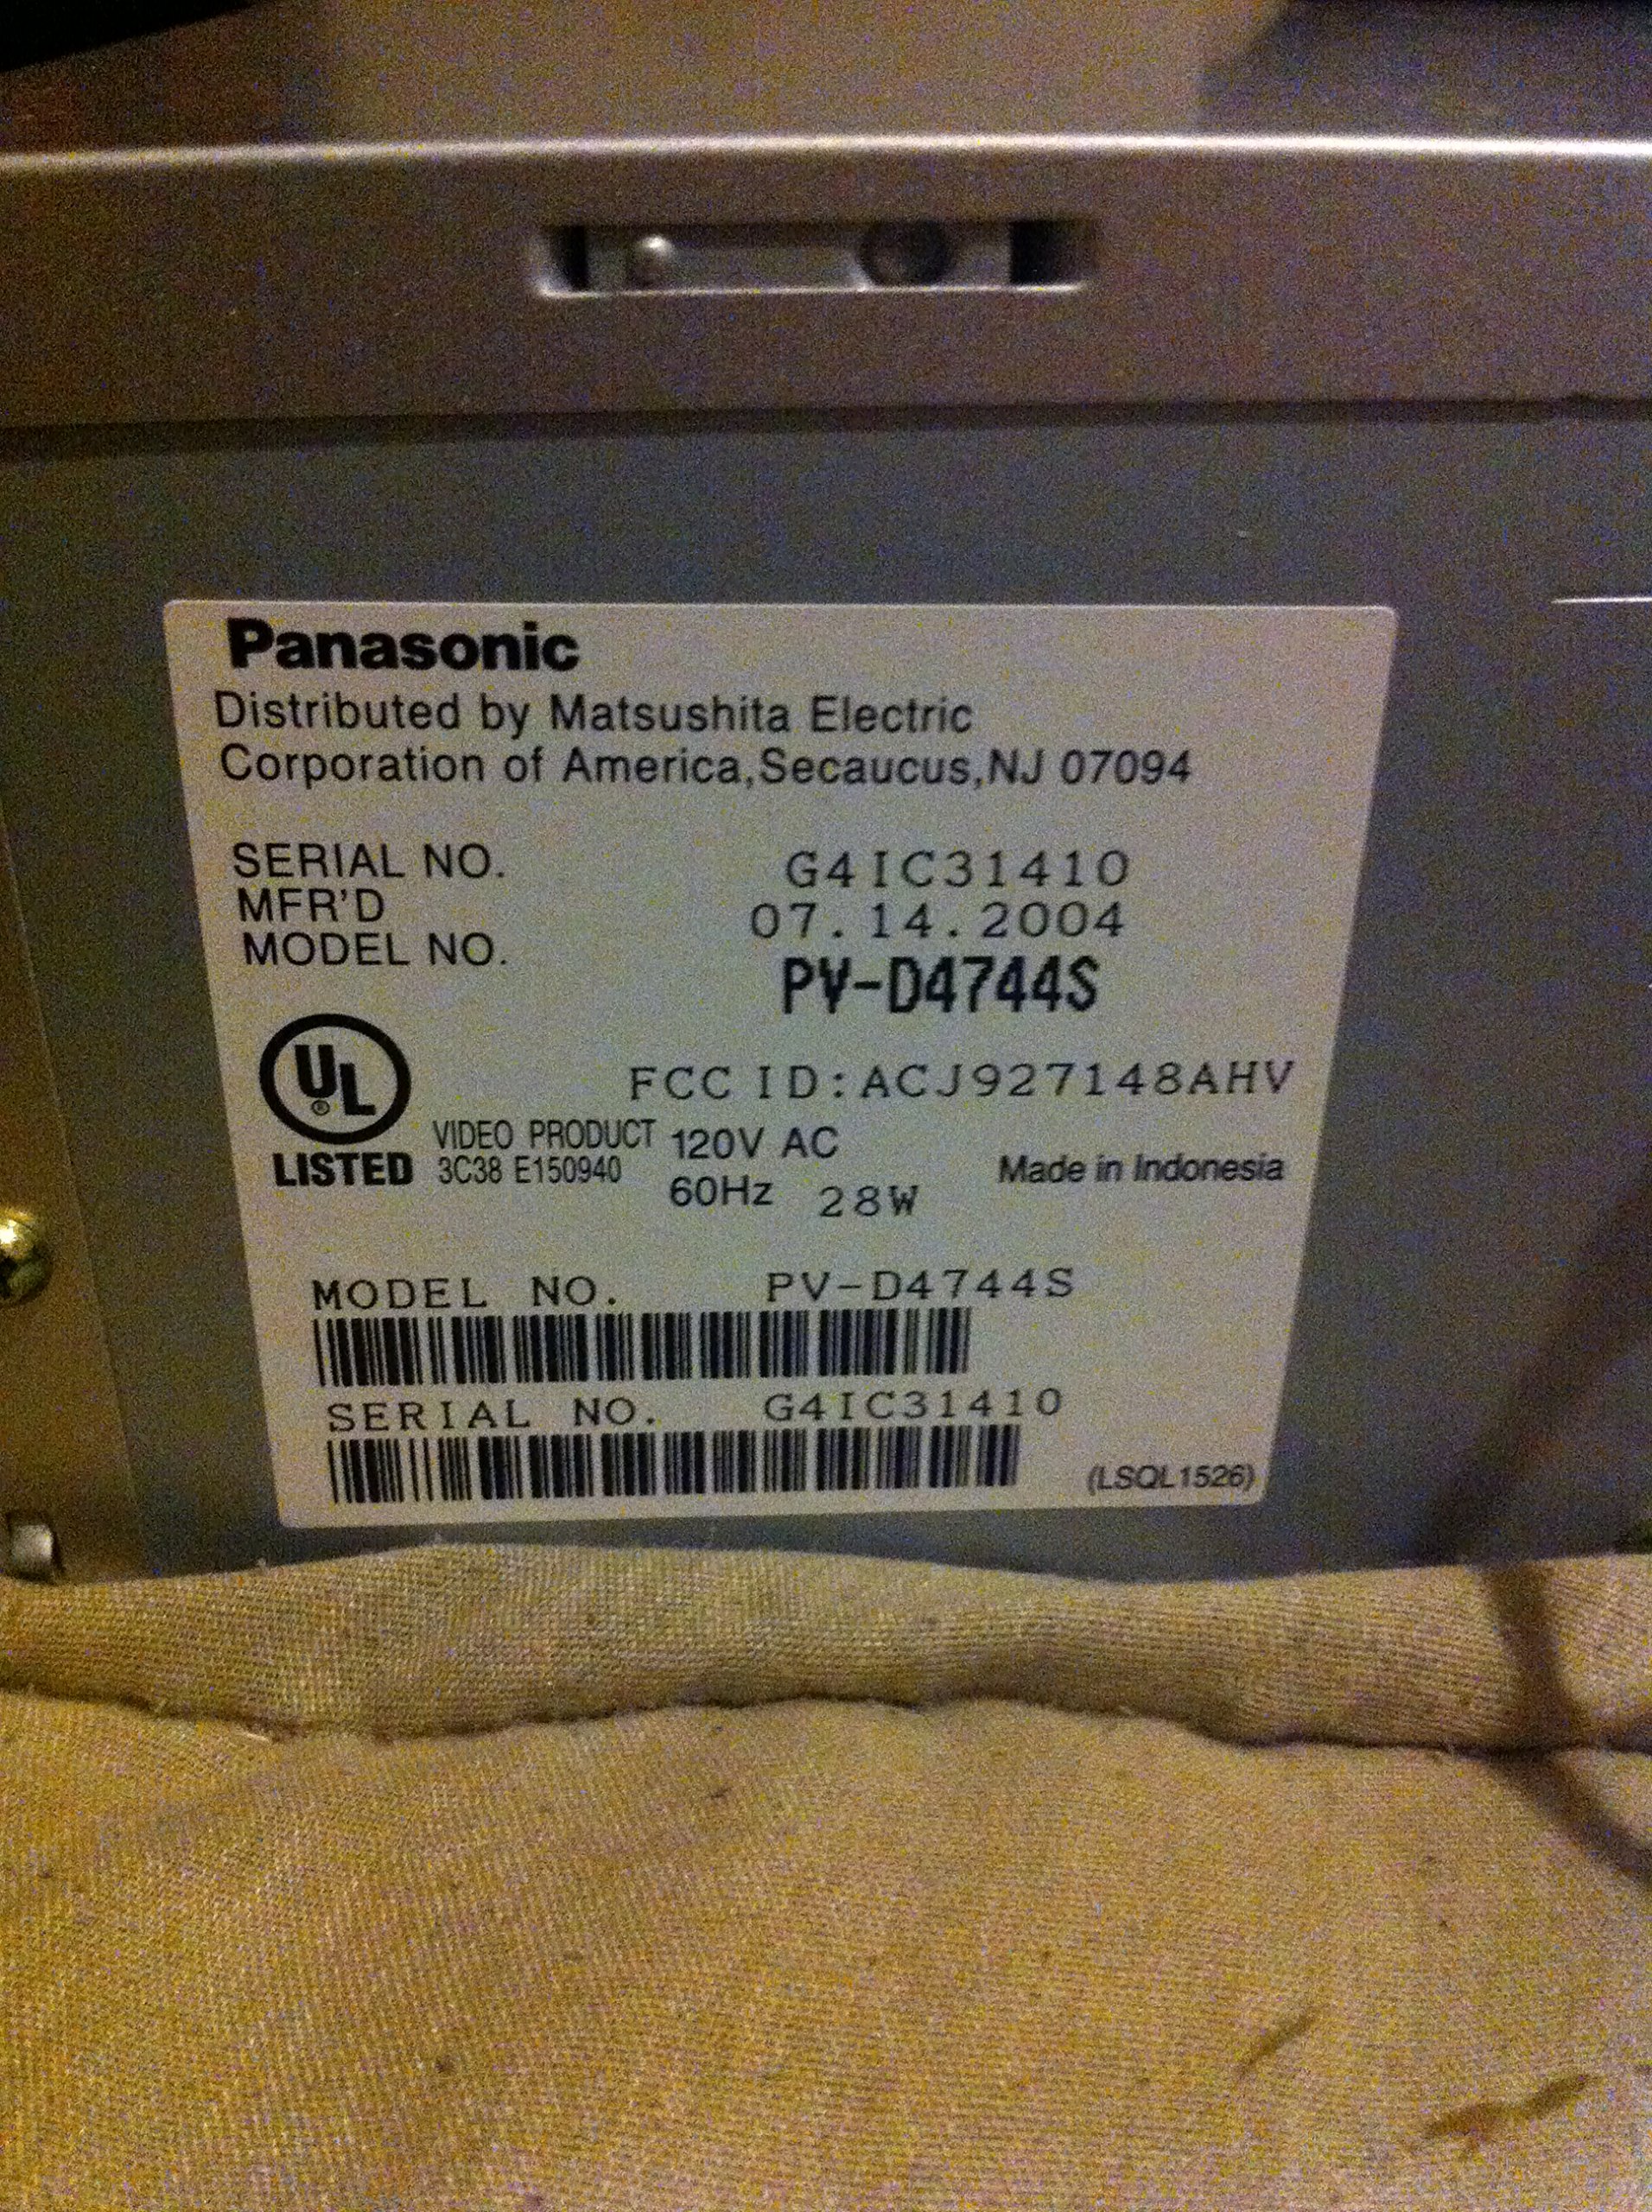 Panasonic
Distributed by Matsushita Electric
Corporation of America,Secaucus,NJ 07094
SERIAL NO. G4IC31410
MFR'D 07.14.2004
MODEL NO. PV-D4744S
UL
®
LISTED
FCC ID:ACJ927148AHV
VIDEO PRODUCT
3C38 E150940
120V AC
60Hz 28W
Made in Indonesia
MODEL NO. PV-D4744S
SERIAL NO. G4IC31410
(LSQL1526)